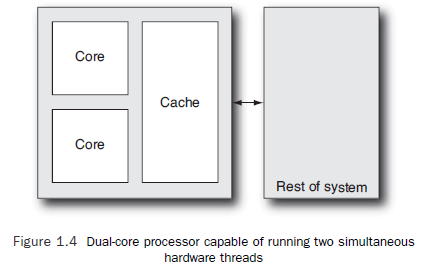 Core
Cache
Core
Rest of system
Figure 1.4 Dual-core processor capable of running two simultaneous
hardware threads